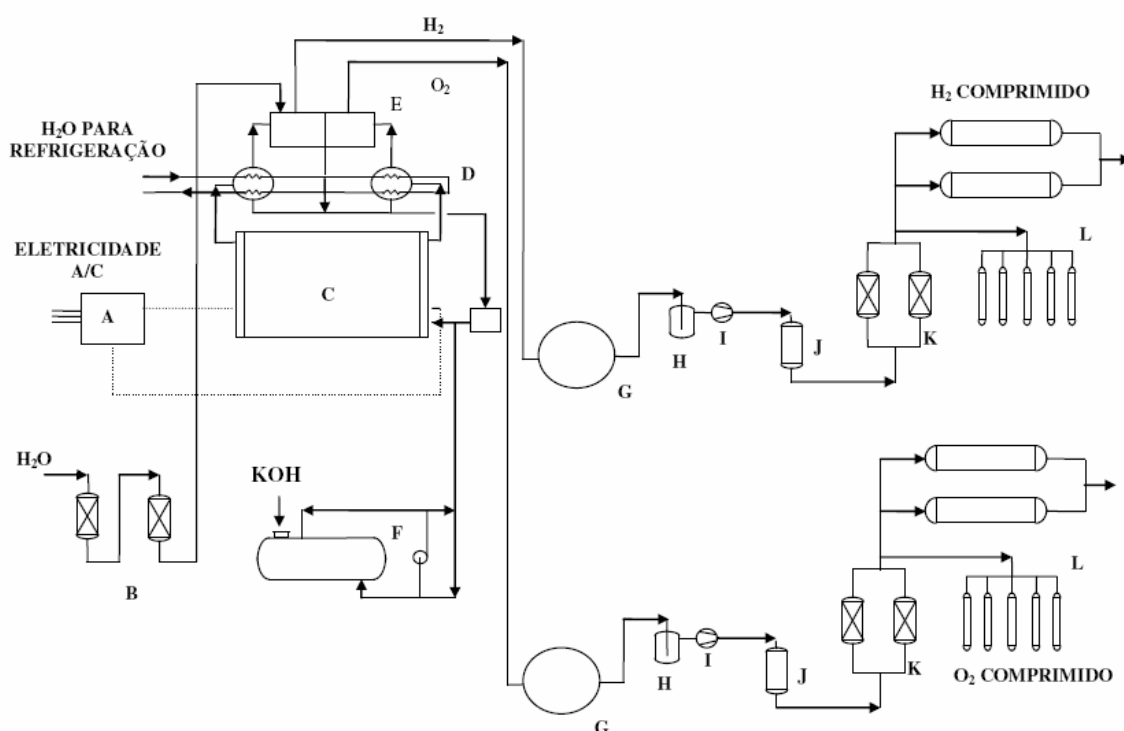 H₂
O₂
E
H₂O PARA
REFRIGERAÇÃO
D
ELETRICIDADE
A/C
A
C
H₂O
B
KOH
F
H₂ COMPRIMIDO
L
G
H
I
J
K
G
H
I
J
K
L
O₂ COMPRIMIDO